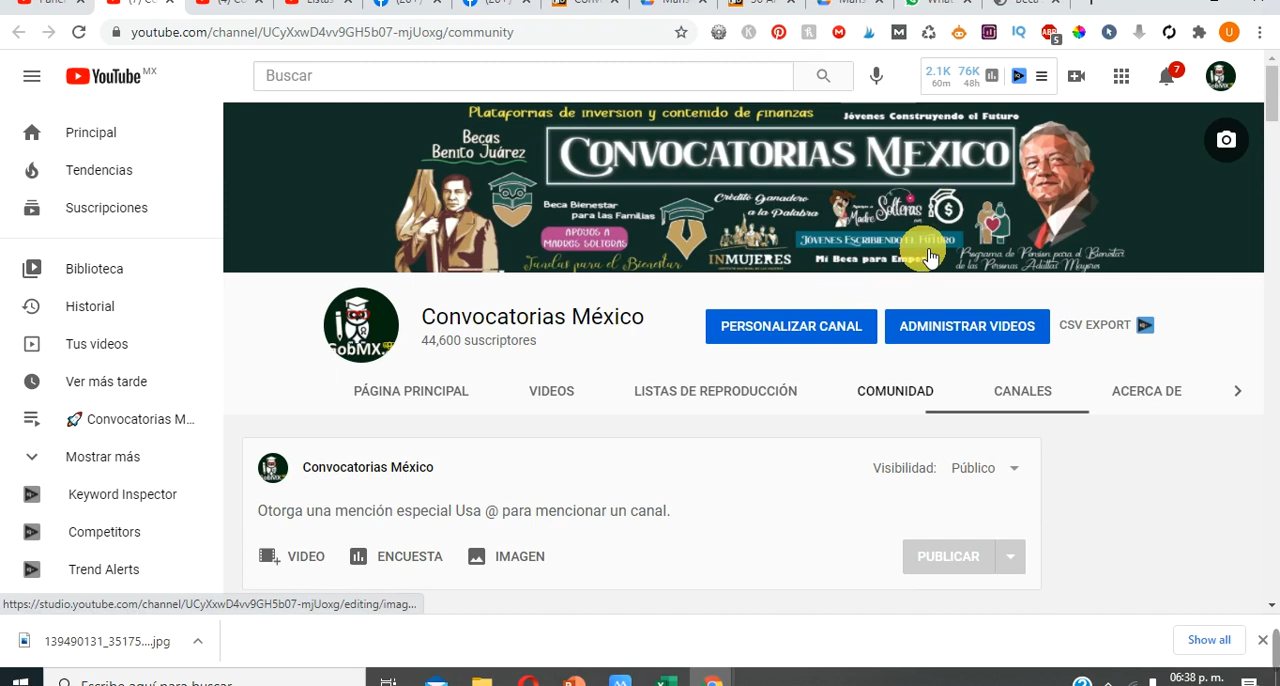 youtube.com/channel/UCyXxwD4vv9GH5b07-mjUoxg/community
5
U
YouTube MX
Buscar
2.1K 76K
60m 48h
7
Principal
Tendencias
Suscripciones
Biblioteca
Historial
Tus videos
Ver más tarde
🚀 Convocatorias M...
Mostrar más
Keyword Inspector
Competitors
Trend Alerts
Plataformas de inversion y contenido de finanzas
Jóvenes Construyendo el Futuro
Becas
Benito Juárez
CONVOCATORIAS MEXICO
Beca Bienestar
para las Familias
Crédito Ganadero
a la Palabra
Madres
Solteras
APOYOS A
MADRES SOLTERAS
JÓVENES ESCRIBIENDO EL FUTURO
Tandas para el Bienestar
INMUJERES
Mi Beca para
Programa de Pension para el Bienestar
de las Personas Adultas Mayores
Convocatorias México
44,600 suscriptores
GobMX
PERSONALIZAR CANAL
ADMINISTRAR VIDEOS
CSV EXPORT
PÁGINA PRINCIPAL
VIDEOS
LISTAS DE REPRODUCCIÓN
COMUNIDAD
CANALES
ACERCA DE
Convocatorias México
Visibilidad: Público
Otorga una mención especial Usa @ para mencionar un canal.
VIDEO
ENCUESTA
IMAGEN
PUBLICAR
https://studio.youtube.com/channel/UCyXxwD4vv9GH5b07-mjUoxg/editing/imag...
139490131_35175....jpg
Show all
Escribe aquí para buscar
06:38 p. m.